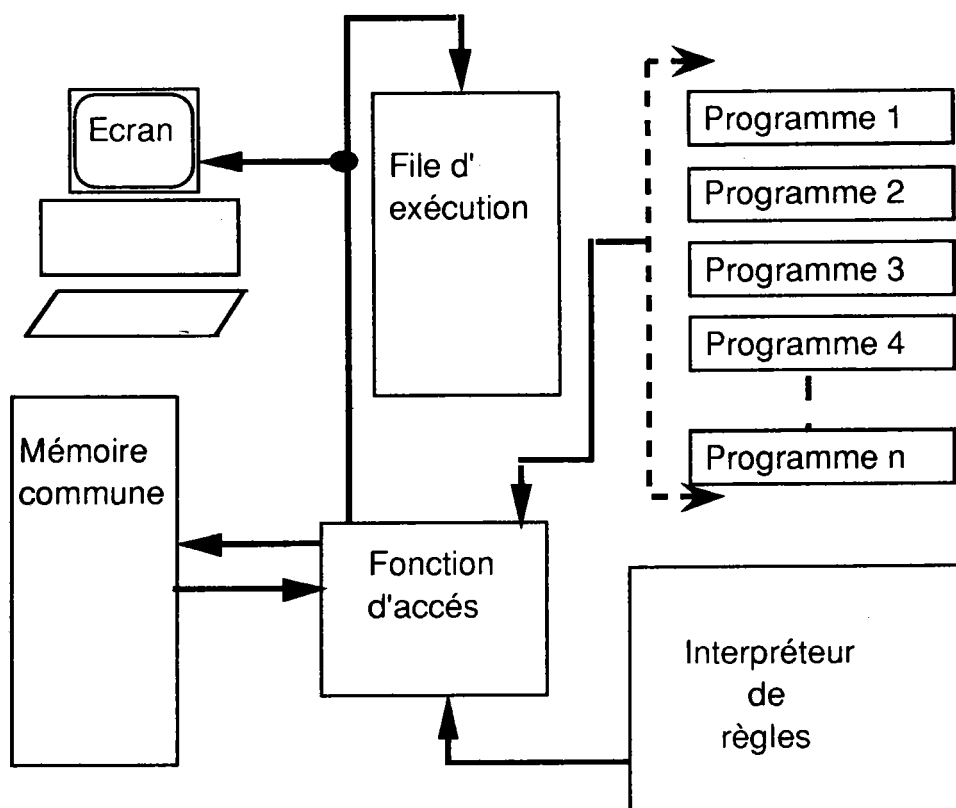 Ecran
File d'
exécution
Programme 1
Programme 2
Programme 3
Programme 4
Programme n
Mémoire
commune
Fonction
d'accés
Interpréteur
de
règles